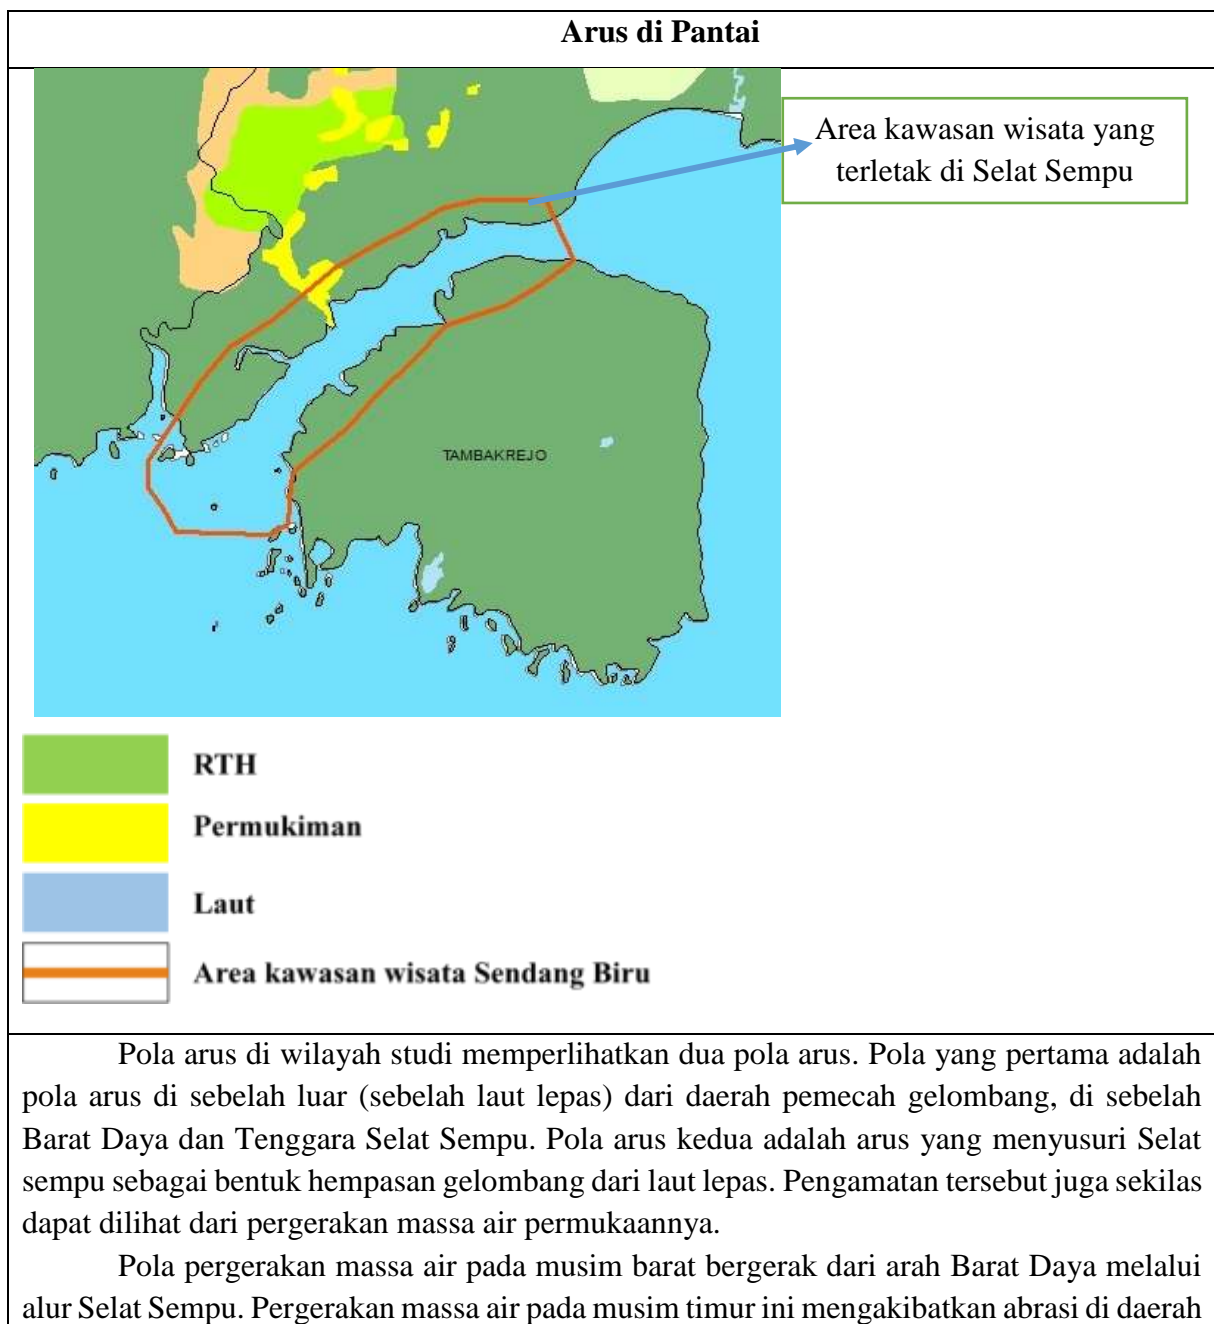 Arus di Pantai
Area kawasan wisata yang
terletak di Selat Sempu
TAMBAKREJO
RTH
Permukiman
Laut
Area kawasan wisata Sendang Biru
Pola arus di wilayah studi memperlihatkan dua pola arus. Pola yang pertama adalah
pola arus di sebelah luar (sebelah laut lepas) dari daerah pemecah gelombang, di sebelah
Barat Daya dan Tenggara Selat Sempu. Pola arus kedua adalah arus yang menyusuri Selat
sempu sebagai bentuk hempasan gelombang dari laut lepas. Pengamatan tersebut juga sekilas
dapat dilihat dari pergerakan massa air permukaannya.
Pola pergerakan massa air pada musim barat bergerak dari arah Barat Daya melalui
alur Selat Sempu. Pergerakan massa air pada musim timur ini mengakibatkan abrasi di daerah